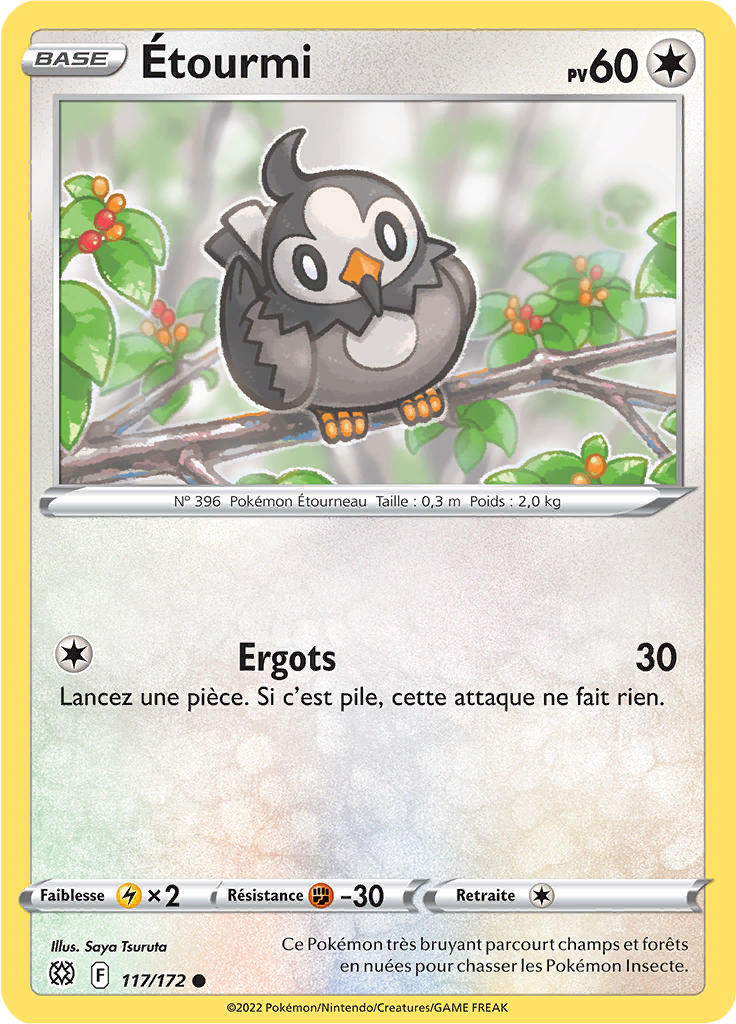 BASE Étourmi PV60
N° 396 Pokémon Étourneau Taille : 0,3 m Poids : 2,0 kg
Ergots 30
Lancez une pièce. Si c'est pile, cette attaque ne fait rien.
Faiblesse ×2 Résistance -30 Retraite
Illus. Saya Tsuruta
Ce Pokémon très bruyant parcourt champs et forêts
en nuées pour chasser les Pokémon Insecte.
F 117/172
©2022 Pokémon/Nintendo/Creatures/GAME FREAK